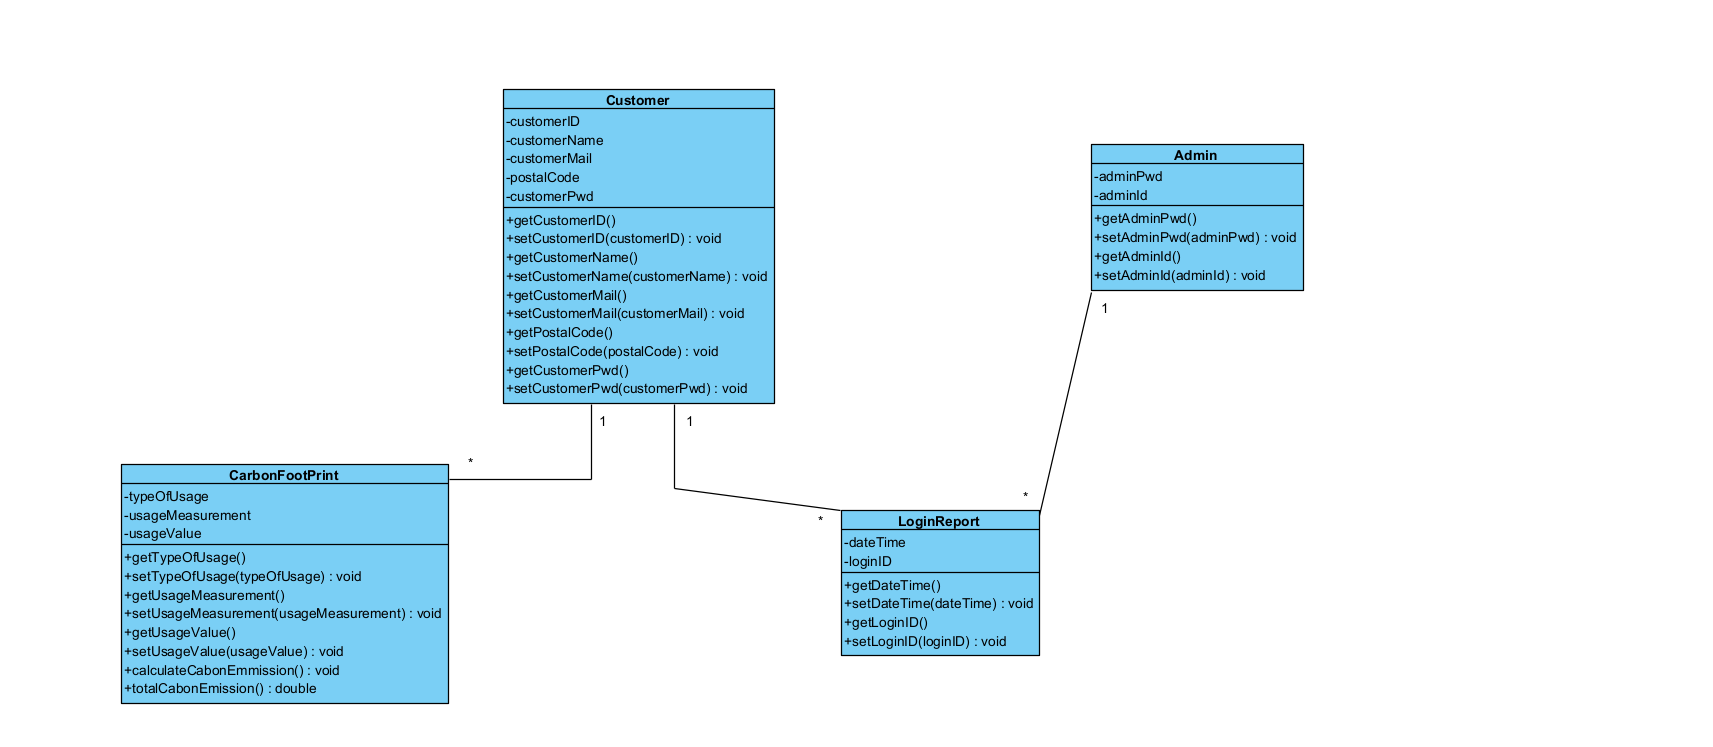 Customer
-customerID
-customerName
-customerMail
-postalCode
-customerPwd
+getCustomerID()
+setCustomerID(customerID) : void
+getCustomerName()
+setCustomerName(customerName) : void
+getCustomerMail()
+setCustomerMail(customerMail) : void
+getPostalCode()
+setPostalCode(postalCode) : void
+getCustomerPwd()
+setCustomerPwd(customerPwd) : void
Admin
-adminPwd
-adminId
+getAdminPwd()
+setAdminPwd(adminPwd) : void
+getAdminId()
+setAdminId(adminId) : void
1
1
1
*
CarbonFootPrint
-typeOfUsage
-usageMeasurement
-usageValue
+getTypeOfUsage()
+setTypeOfUsage(typeOfUsage) : void
+getUsageMeasurement()
+setUsageMeasurement(usageMeasurement) : void
+getUsageValue()
+setUsageValue(usageValue) : void
+calculateCabonEmmission() : void
+totalCabonEmission() : double
*
*
LoginReport
-dateTime
-loginID
+getDateTime()
+setDateTime(dateTime) : void
+getLoginID()
+setLoginID(loginID) : void